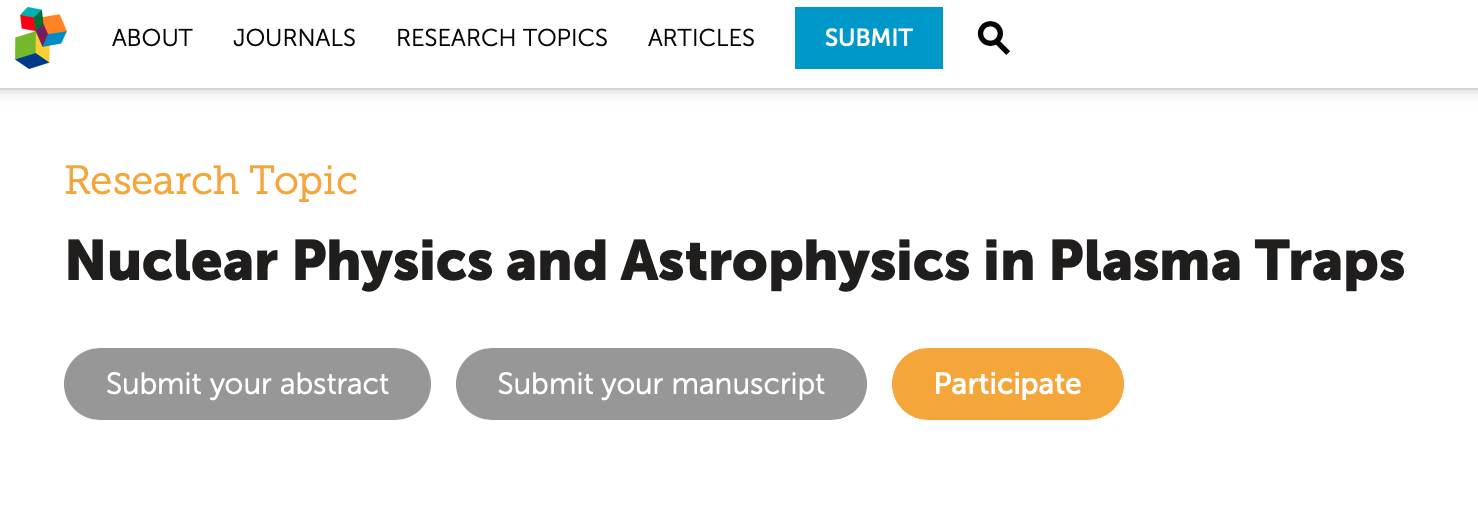 ABOUT JOURNALS RESEARCH TOPICS ARTICLES SUBMIT
Research Topic
Nuclear Physics and Astrophysics in Plasma Traps
Submit your abstract Submit your manuscript Participate